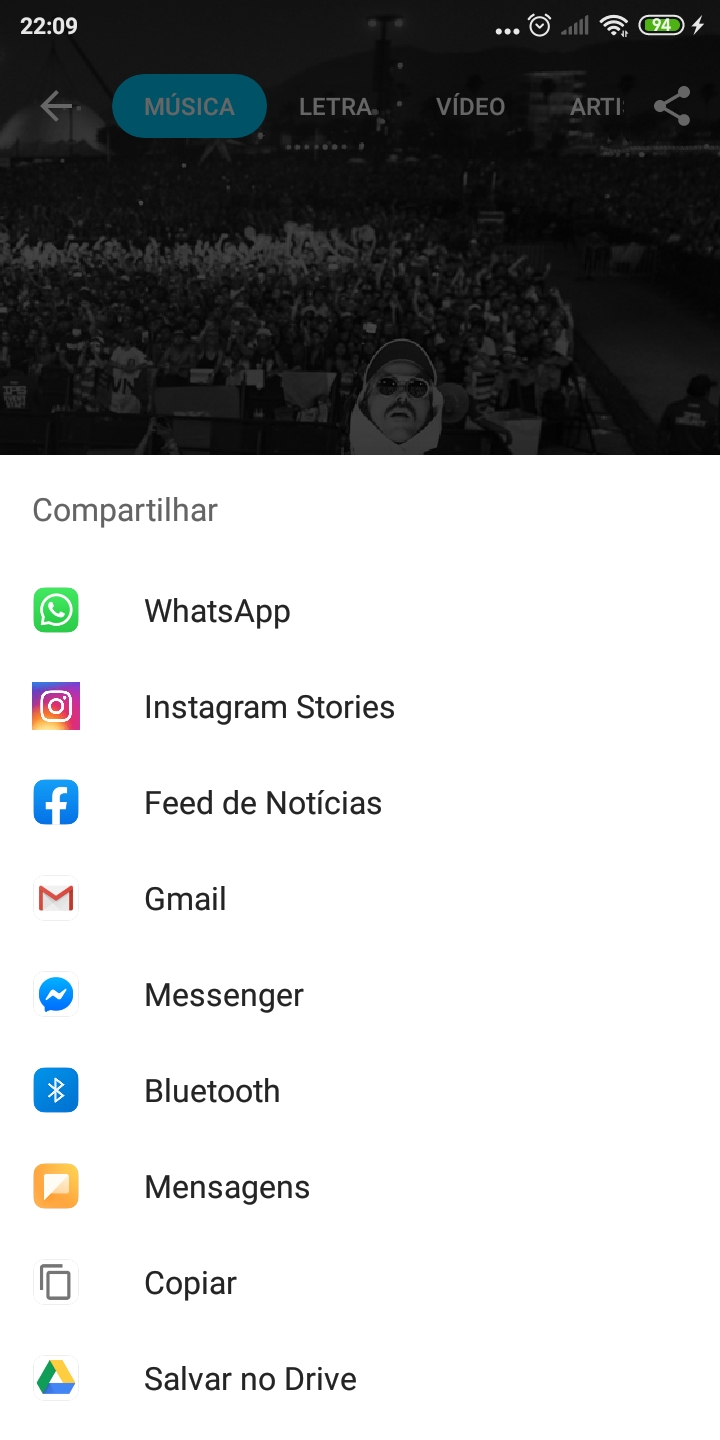 22:09
94
MÚSICA
LETRA
VÍDEO
ARTI
Compartilhar
WhatsApp
Instagram Stories
Feed de Notícias
Gmail
Messenger
Bluetooth
Mensagens
Copiar
Salvar no Drive